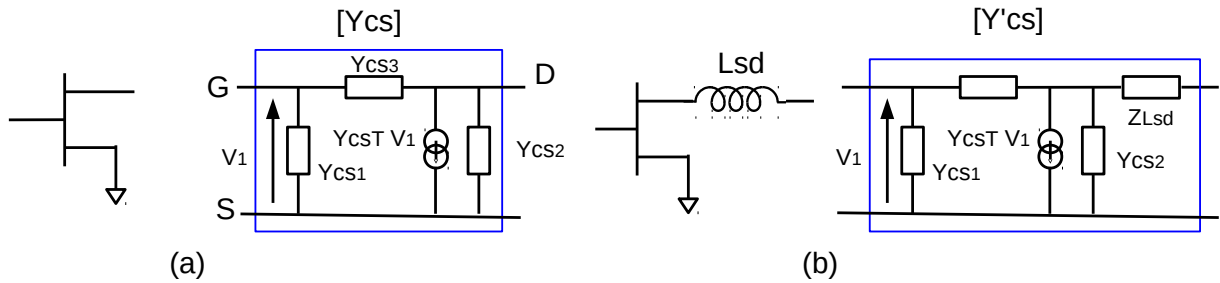 [Ycs]
[Y'cs]
Ycs3
G
D
V1
Ycs1
YcsT V1
Ycs2
S
Lsd
ZLsd
V1
Ycs1
YcsT V1
Ycs2
(a)
(b)